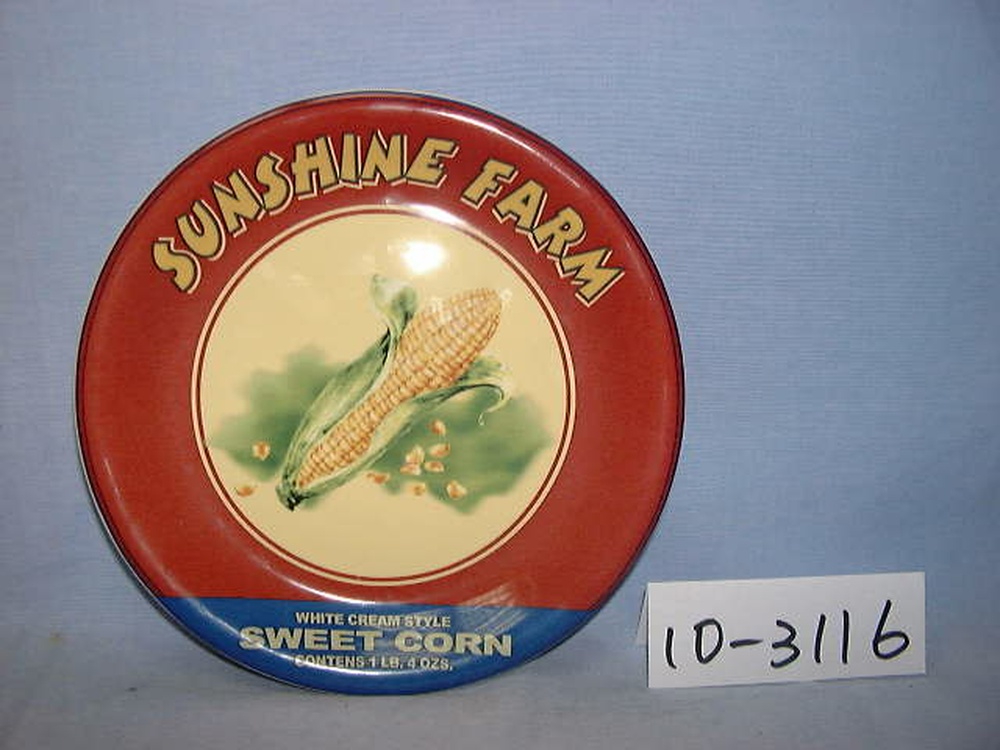 SUNSHINE FARM
WHITE CREAM STYLE
SWEET CORN
CONTENS 1 LB, 4 OZS,
10-3116